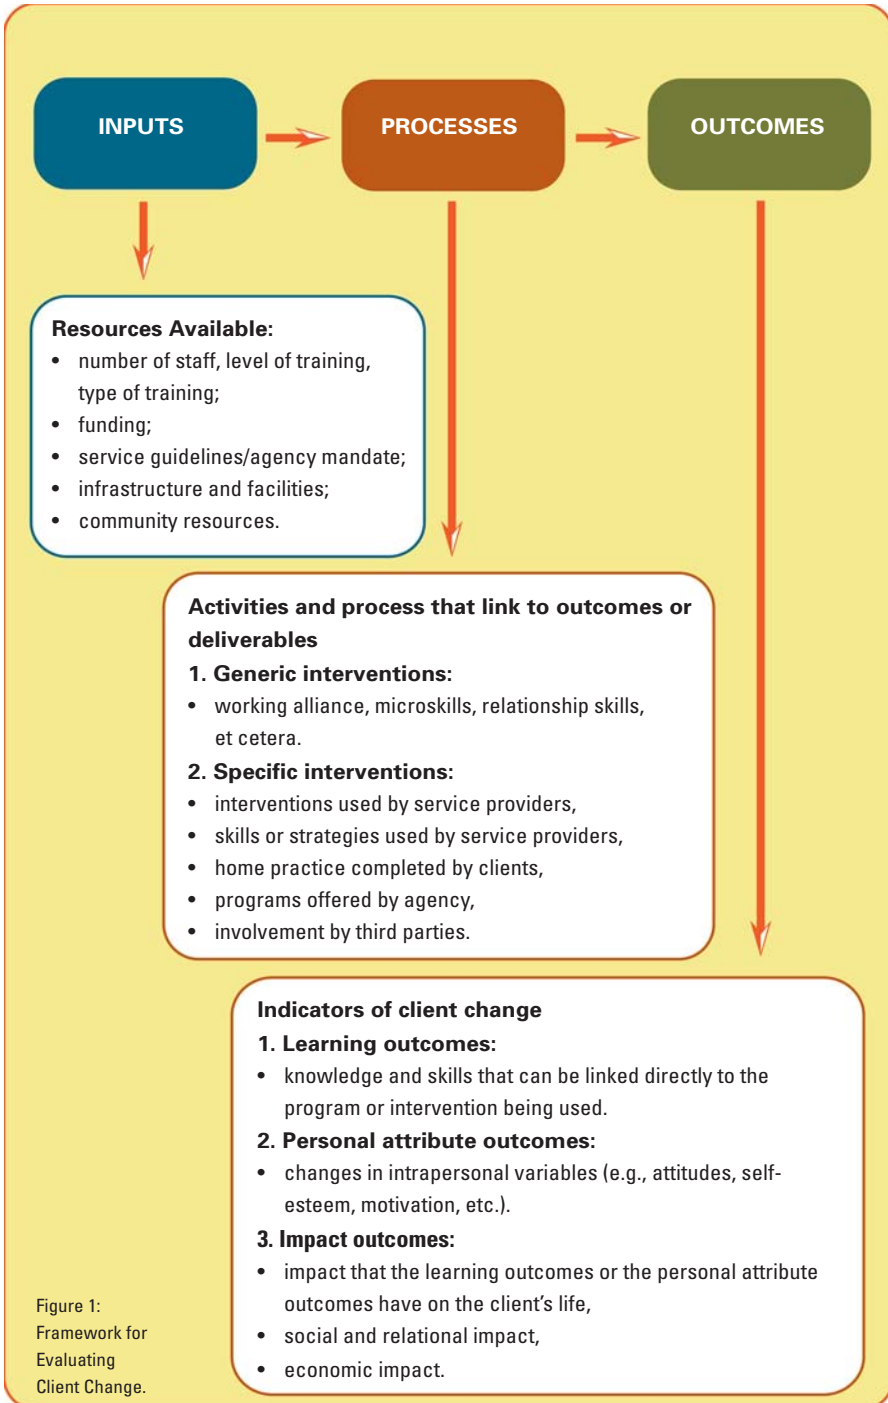 INPUTS
PROCESSES
OUTCOMES
Resources Available:
• number of staff, level of training,
type of training;
• funding;
• service guidelines/agency mandate;
• infrastructure and facilities;
• community resources.
Activities and process that link to outcomes or
deliverables
1. Generic interventions:
• working alliance, microskills, relationship skills,
et cetera.
2. Specific interventions:
• interventions used by service providers,
• skills or strategies used by service providers,
• home practice completed by clients,
• programs offered by agency,
• involvement by third parties.
Indicators of client change
1. Learning outcomes:
• knowledge and skills that can be linked directly to the
program or intervention being used.
2. Personal attribute outcomes:
• changes in intrapersonal variables (e.g., attitudes, self-
esteem, motivation, etc.).
3. Impact outcomes:
• impact that the learning outcomes or the personal attribute
outcomes have on the client's life,
• social and relational impact,
• economic impact.
Figure 1:
Framework for
Evaluating
Client Change.